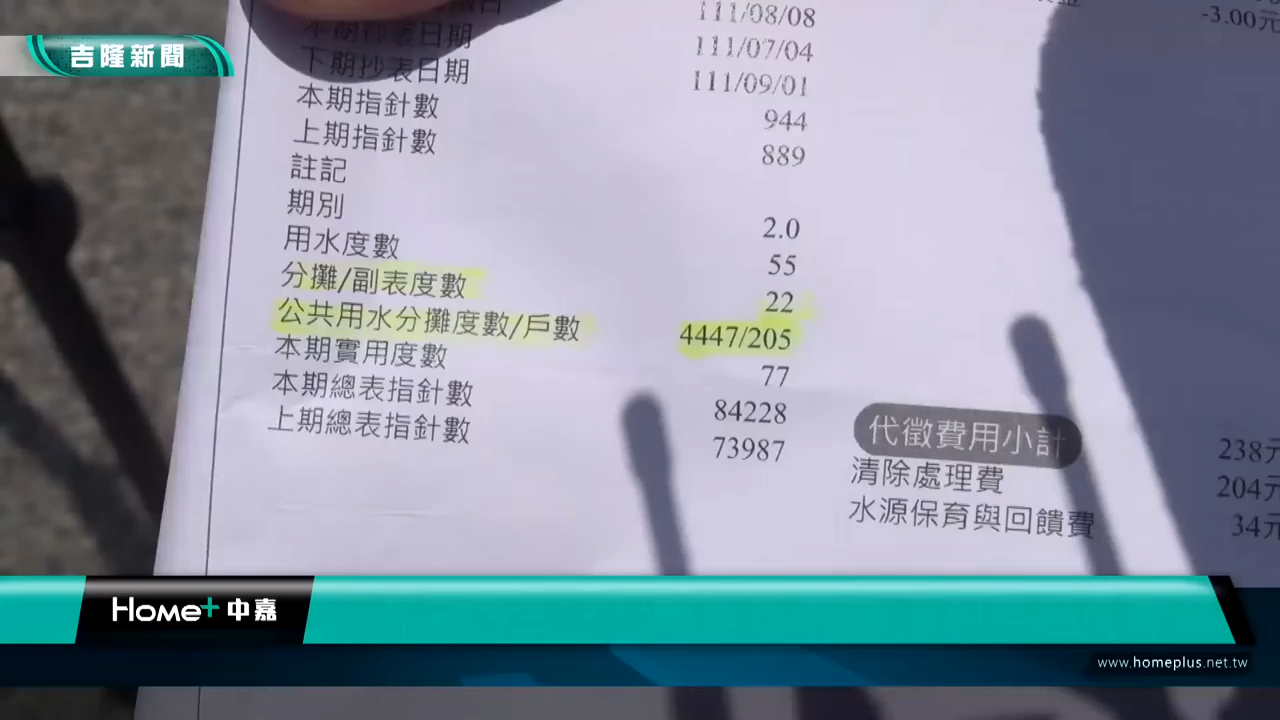 吉隆新聞
111/08/08
-3.00元
本期抄表日期 111/07/04
下期抄表日期 111/09/01
本期指針數 944
上期指針數 889
註記
期別 2.0
用水度數 55
分攤/副表度數 22
公共用水分攤度數/戶數 4447/205
本期實用度數 77
本期總表指針數 84228
上期總表指針數 73987
代徵費用小計 238元
清除處理費 204元
水源保育與回饋費 34元
Home+中嘉
www.homeplus.net.tw